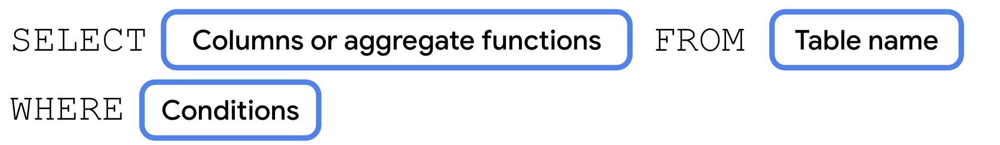 SELECT Columns or aggregate functions FROM Table name
WHERE Conditions